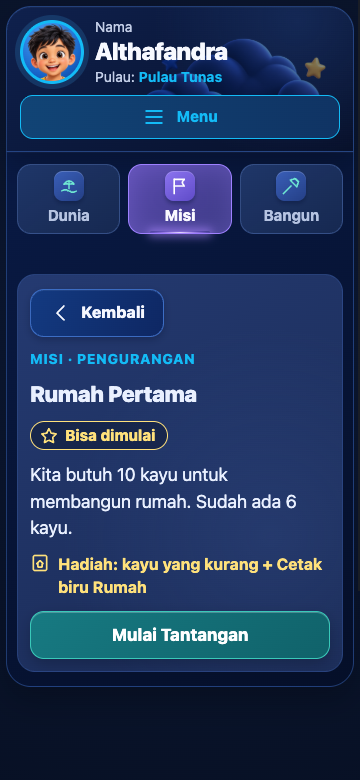 Nama
Althafandra
Pulau: Pulau Tunas
Menu
Dunia
Misi
Bangun
Kembali
MISI · PENGURANGAN
Rumah Pertama
Bisa dimulai
Kita butuh 10 kayu untuk
membangun rumah. Sudah ada 6
kayu.
Hadiah: kayu yang kurang + Cetak
biru Rumah
Mulai Tantangan